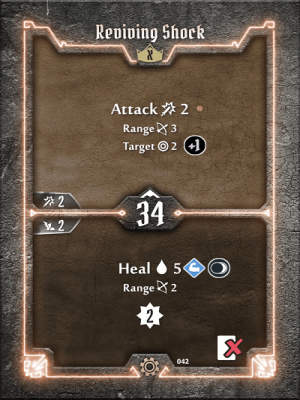 Reviving Shock
X
Attack 2
Range 3
Target 2 +1
2
34
2
Heal 5
Range 2
2
042